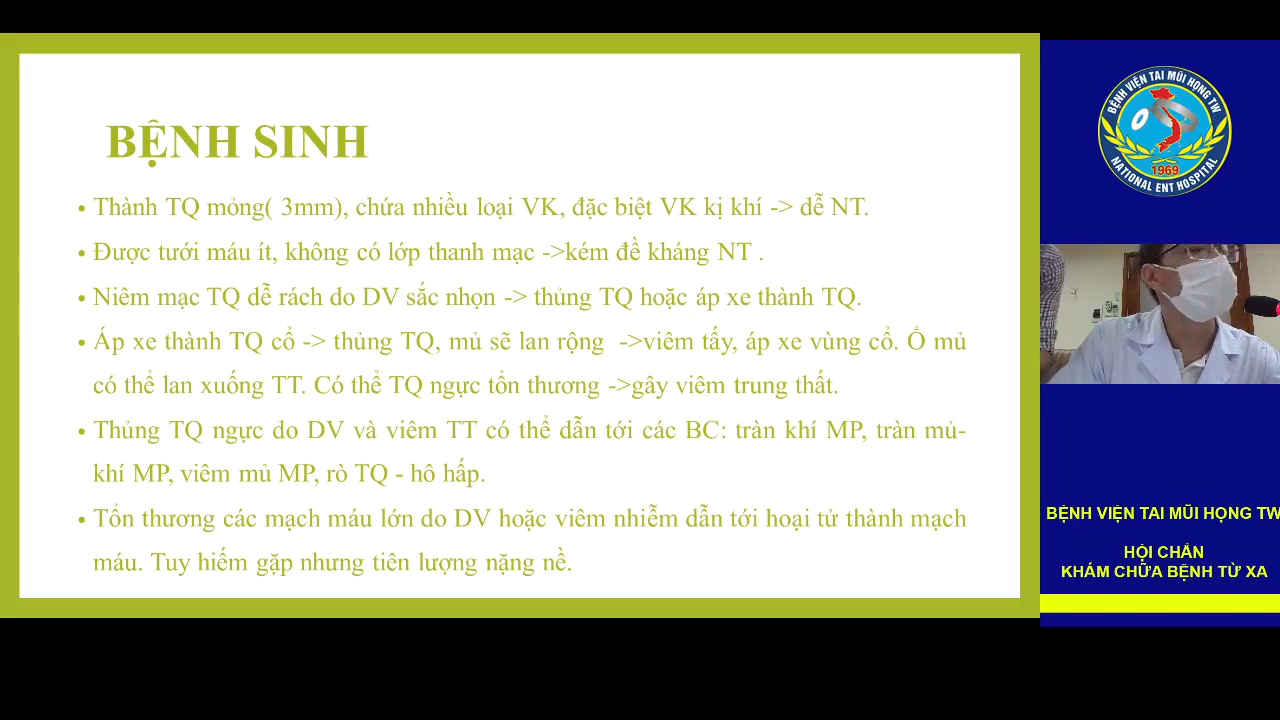 BỆNH SINH
• Thành TQ mỏng( 3mm), chứa nhiều loại VK, đặc biệt VK kị khí -> dễ NT.
• Được tưới máu ít, không có lớp thanh mạc ->kém đề kháng NT .
• Niêm mạc TQ dễ rách do DV sắc nhọn -> thủng TQ hoặc áp xe thành TQ.
• Áp xe thành TQ cổ -> thủng TQ, mủ sẽ lan rộng ->viêm tấy, áp xe vùng cổ. Ổ mủ
có thể lan xuống TT. Có thể TQ ngực tổn thương ->gây viêm trung thất.
• Thủng TQ ngực do DV và viêm TT có thể dẫn tới các BC: tràn khí MP, tràn mủ-
khí MP, viêm mủ MP, rò TQ - hô hấp.
• Tổn thương các mạch máu lớn do DV hoặc viêm nhiễm dẫn tới hoại tử thành mạch
máu. Tuy hiếm gặp nhưng tiên lượng nặng nề.
BỆNH VIỆN TAI MŨI HỌNG TW
1969
NATIONAL ENT HOSPITAL
BỆNH VIỆN TAI MŨI HỌNG TW
HỘI CHẨN
KHÁM CHỮA BỆNH TỪ XA